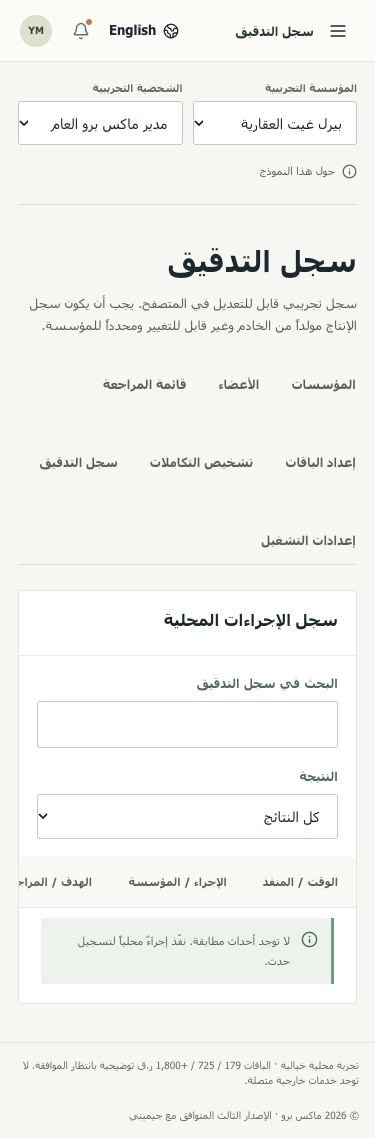 سجل التدقيق
English
YM
المؤسسة التجريبية
الشخصية التجريبية
بيرل غيت العقارية
مدير ماكس برو العام
حول هذا النموذج
سجل التدقيق
سجل تجريبي قابل للتعديل في المتصفح. يجب أن يكون سجل
الإنتاج مولداً من الخادم وغير قابل للتغيير ومحدداً للمؤسسة.
المؤسسات الأعضاء قائمة المراجعة
إعداد الباقات تشخيص التكاملات سجل التدقيق
إعدادات التشغيل
سجل الإجراءات المحلية
البحث في سجل التدقيق
النتيجة
كل النتائج
الوقت / المنفذ الإجراء / المؤسسة الهدف /
لا توجد أحداث مطابقة. نفّذ إجراءً محلياً لتسجيل
حدث.
تجربة محلية خيالية · الباقات 179 / 725 / +1,800 ر.ق توضيحية بانتظار الموافقة. لا
توجد خدمات خارجية متصلة.
© 2026 ماكس برو · الإصدار الثالث المتوافق مع جيميني